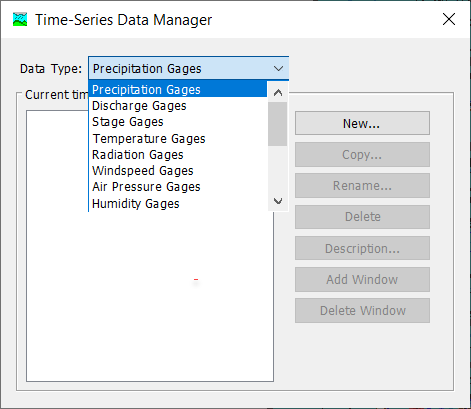 Time-Series Data Manager
Data Type: Precipitation Gages
Precipitation Gages
Discharge Gages
Stage Gages
Temperature Gages
Radiation Gages
Windspeed Gages
Air Pressure Gages
Humidity Gages
Current tim
New...
Copy...
Rename...
Delete
Description...
Add Window
Delete Window